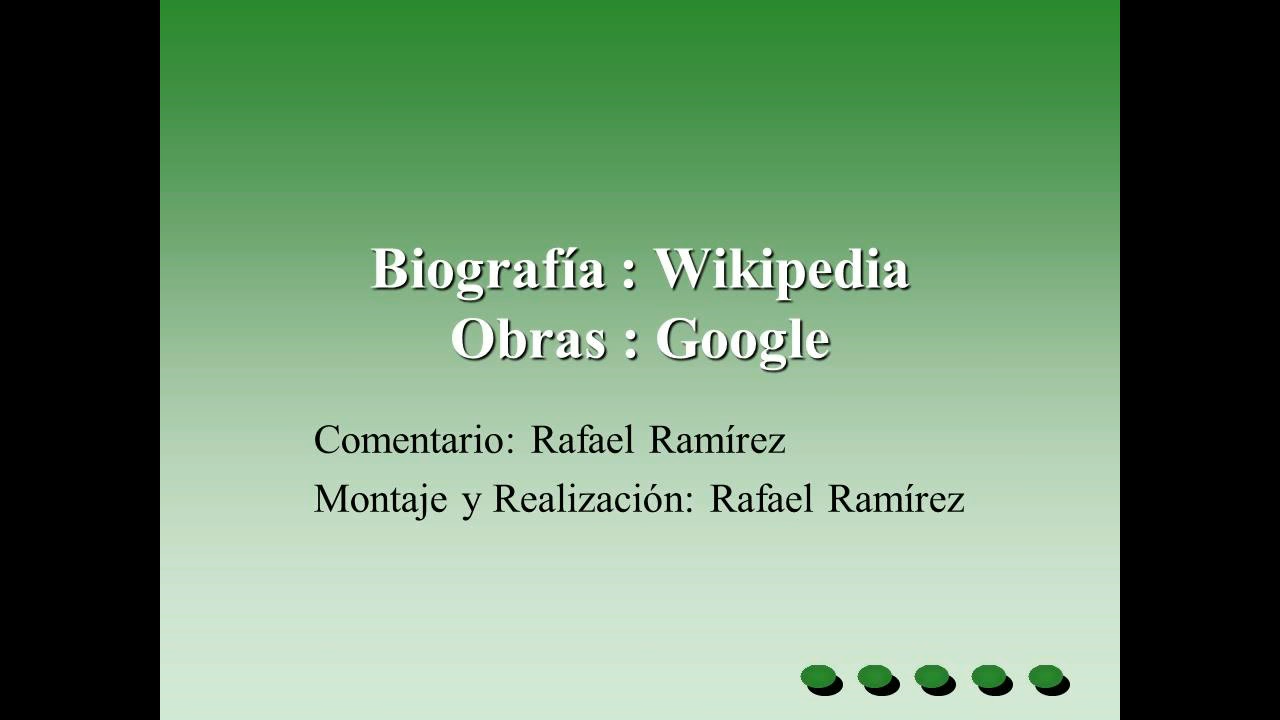 Biografía : Wikipedia
Obras : Google
Comentario: Rafael Ramírez
Montaje y Realización: Rafael Ramírez